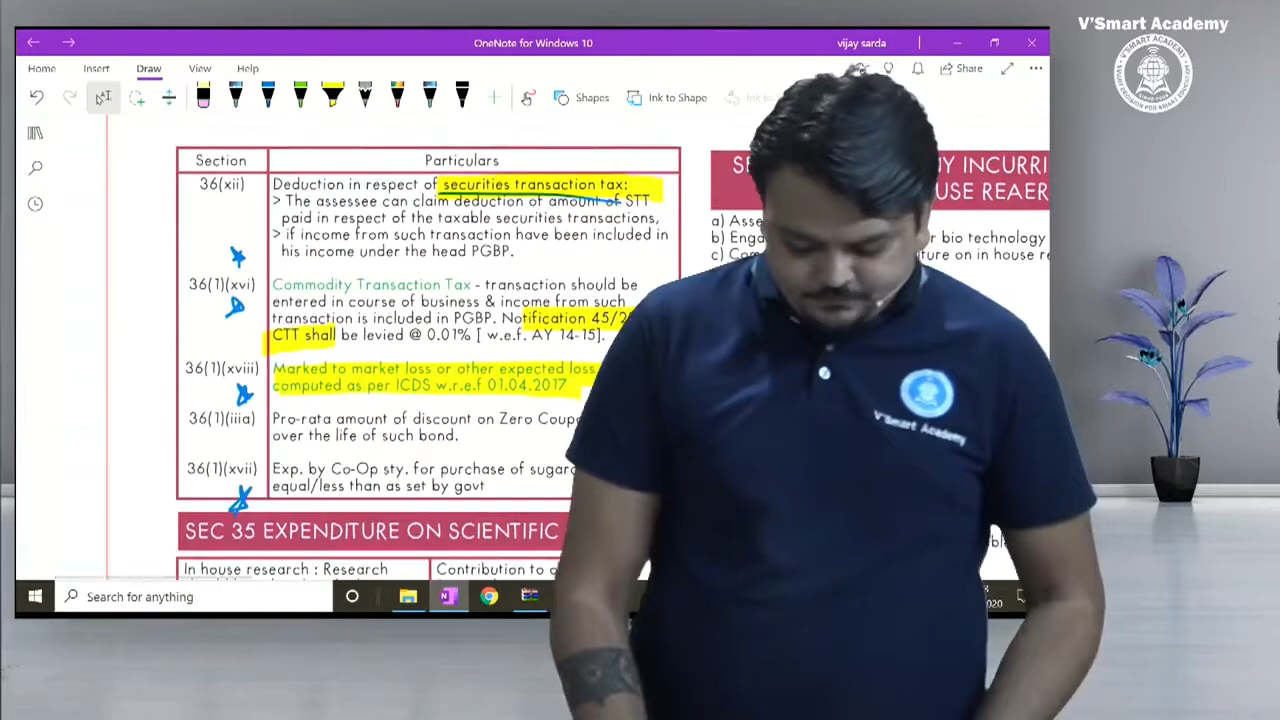 V'Smart Academy
OneNote for Windows 10
vijay sarda
Home Insert Draw View Help
Share
Shapes Ink to Shape Ink to
Section Particulars
36(xii) Deduction in respect of securities transaction tax:
> The assessee can claim deduction of amount of STT
paid in respect of the taxable securities transactions,
> if income from such transaction have been included in
his income under the head PGBP.
36(1)(xvi) Commodity Transaction Tax - transaction should be
entered in course of business & income from such
transaction is included in PGBP. Notification 45/2
CTT shall be levied @ 0.01% [ w.e.f. AY 14-15].
36(1)(xviii) Marked to market loss or other expected loss,
computed as per ICDS w.r.e.f 01.04.2017
36(1)(iiia) Pro-rata amount of discount on Zero Coup
over the life of such bond.
36(1)(xvii) Exp. by Co-Op sty. for purchase of sugar
equal/less than as set by govt
SEC 35 EXPENDITURE ON SCIENTIFIC
In house research : Research Contribution to
INCURRI
a) Asse
b) Enga bio technology
c) Co ture on in house re
Search for anything
2020
V'Smart Academy